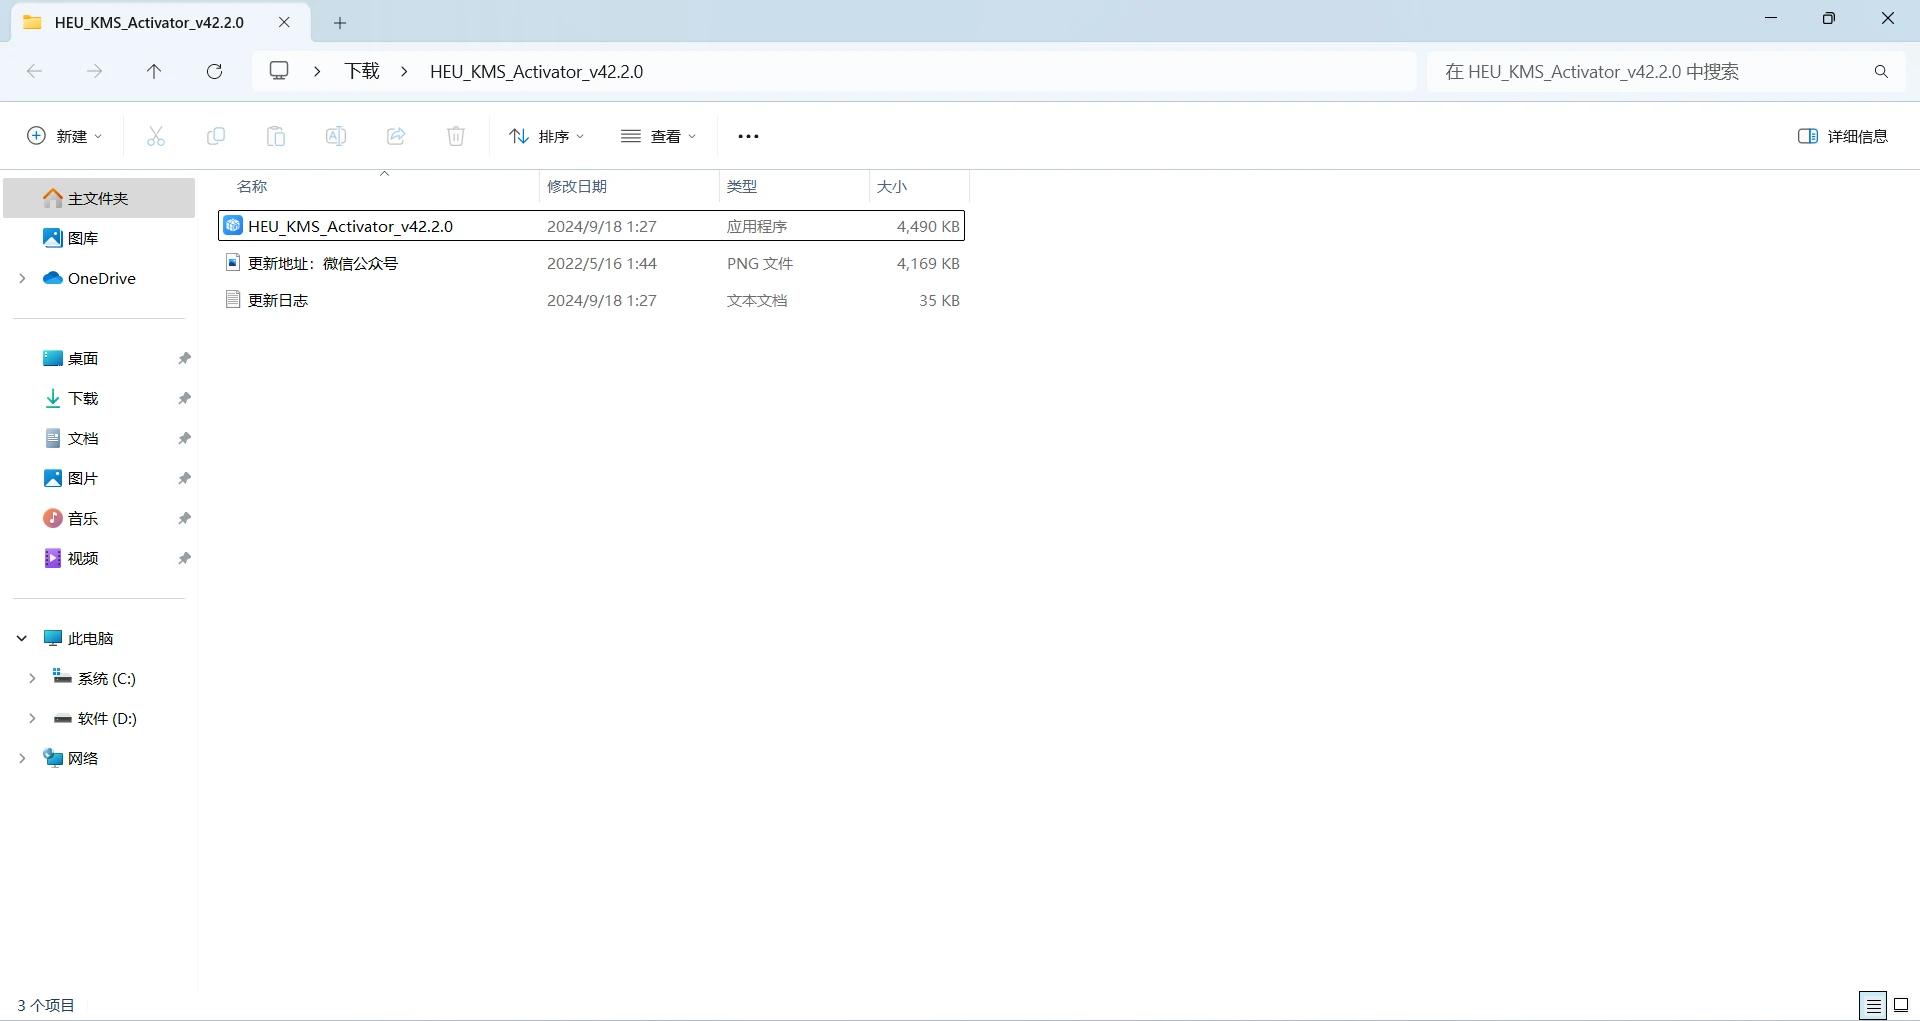 HEU_KMS_Activator_v42.2.0
下载 HEU_KMS_Activator_v42.2.0 在 HEU_KMS_Activator_v42.2.0 中搜索
新建 排序 查看 详细信息
名称 修改日期 类型 大小
HEU_KMS_Activator_v42.2.0 2024/9/18 1:27 应用程序 4,490 KB
更新地址：微信公众号 2022/5/16 1:44 PNG 文件 4,169 KB
更新日志 2024/9/18 1:27 文本文档 35 KB
主文件夹
图库
OneDrive
桌面
下载
文档
图片
音乐
视频
此电脑
系统 (C:)
软件 (D:)
网络
3 个项目